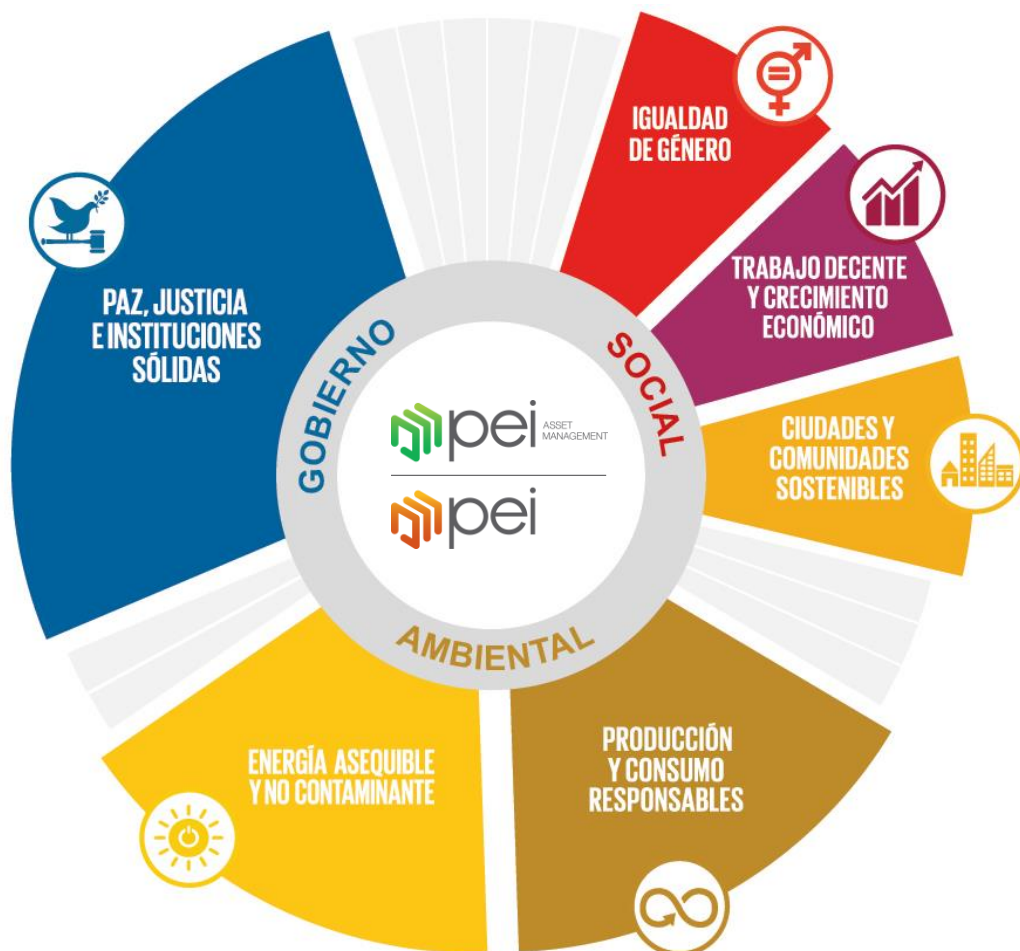 IGUALDAD
DE GÉNERO
TRABAJO DECENTE
Y CRECIMIENTO
ECONÓMICO
CIUDADES Y
COMUNIDADES
SOSTENIBLES
PRODUCCIÓN
Y CONSUMO
RESPONSABLES
ENERGÍA ASEQUIBLE
Y NO CONTAMINANTE
PAZ, JUSTICIA
E INSTITUCIONES
SÓLIDAS
GOBIERNO
SOCIAL
AMBIENTAL
pei ASSET
MANAGEMENT
pei